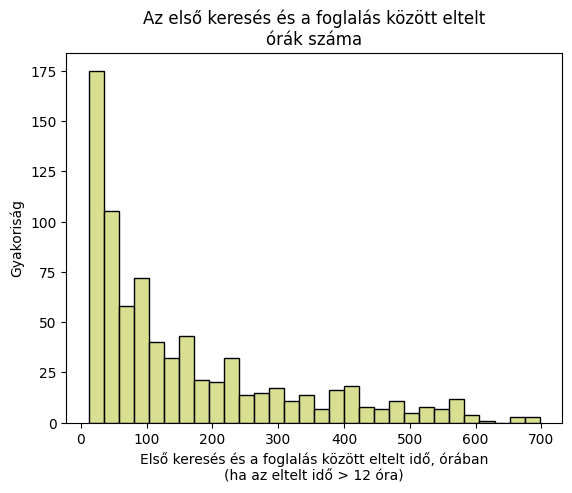 Az első keresés és a foglalás között eltelt
órák száma
Gyakoriság
175
150
125
100
75
50
25
0
0 100 200 300 400 500 600 700
Első keresés és a foglalás között eltelt idő, órában
(ha az eltelt idő > 12 óra)